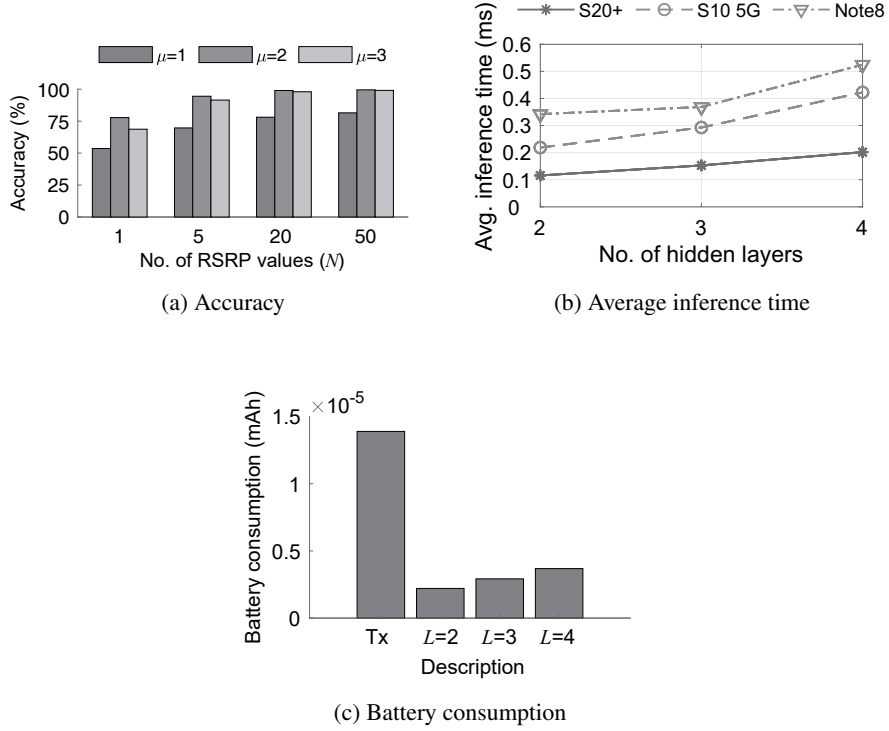 μ=1 μ=2 μ=3
Accuracy (%)
100
75
50
25
0
1 5 20 50
No. of RSRP values (N)
(a) Accuracy
S20+ S10 5G Note8
Avg. inference time (ms)
0.6
0.5
0.4
0.3
0.2
0.1
0
2 3 4
No. of hidden layers
(b) Average inference time
×10⁻⁵
Battery consumption (mAh)
1.5
1
0.5
0
Tx L=2 L=3 L=4
Description
(c) Battery consumption